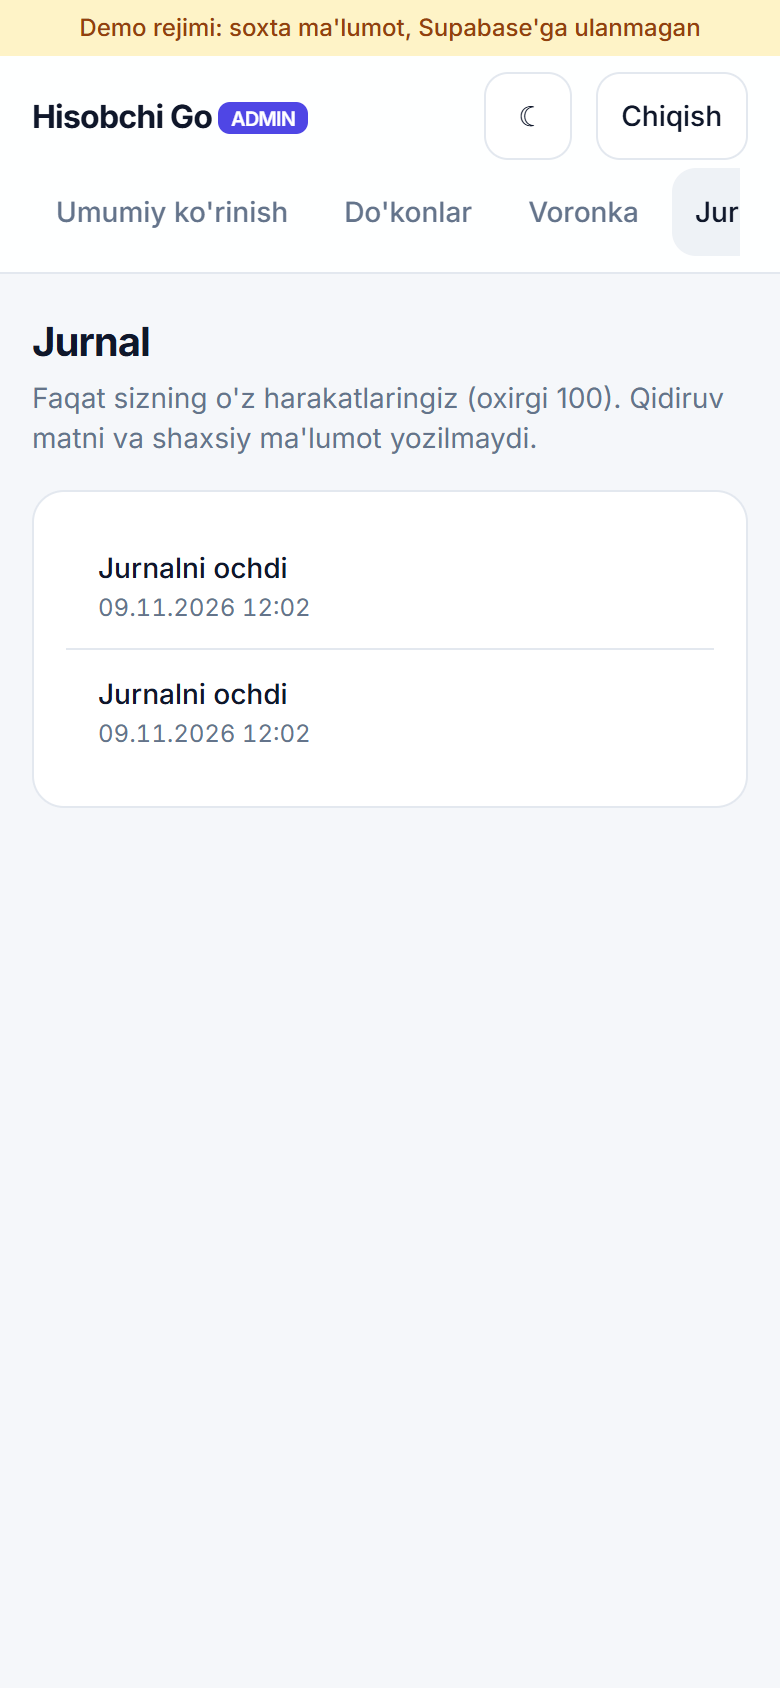 Demo rejimi: soxta ma'lumot, Supabase'ga ulanmagan
Hisobchi Go ADMIN
Chiqish
Umumiy ko'rinish Do'konlar Voronka Jur
Jurnal
Faqat sizning o'z harakatlaringiz (oxirgi 100). Qidiruv
matni va shaxsiy ma'lumot yozilmaydi.
Jurnalni ochdi
09.11.2026 12:02
Jurnalni ochdi
09.11.2026 12:02